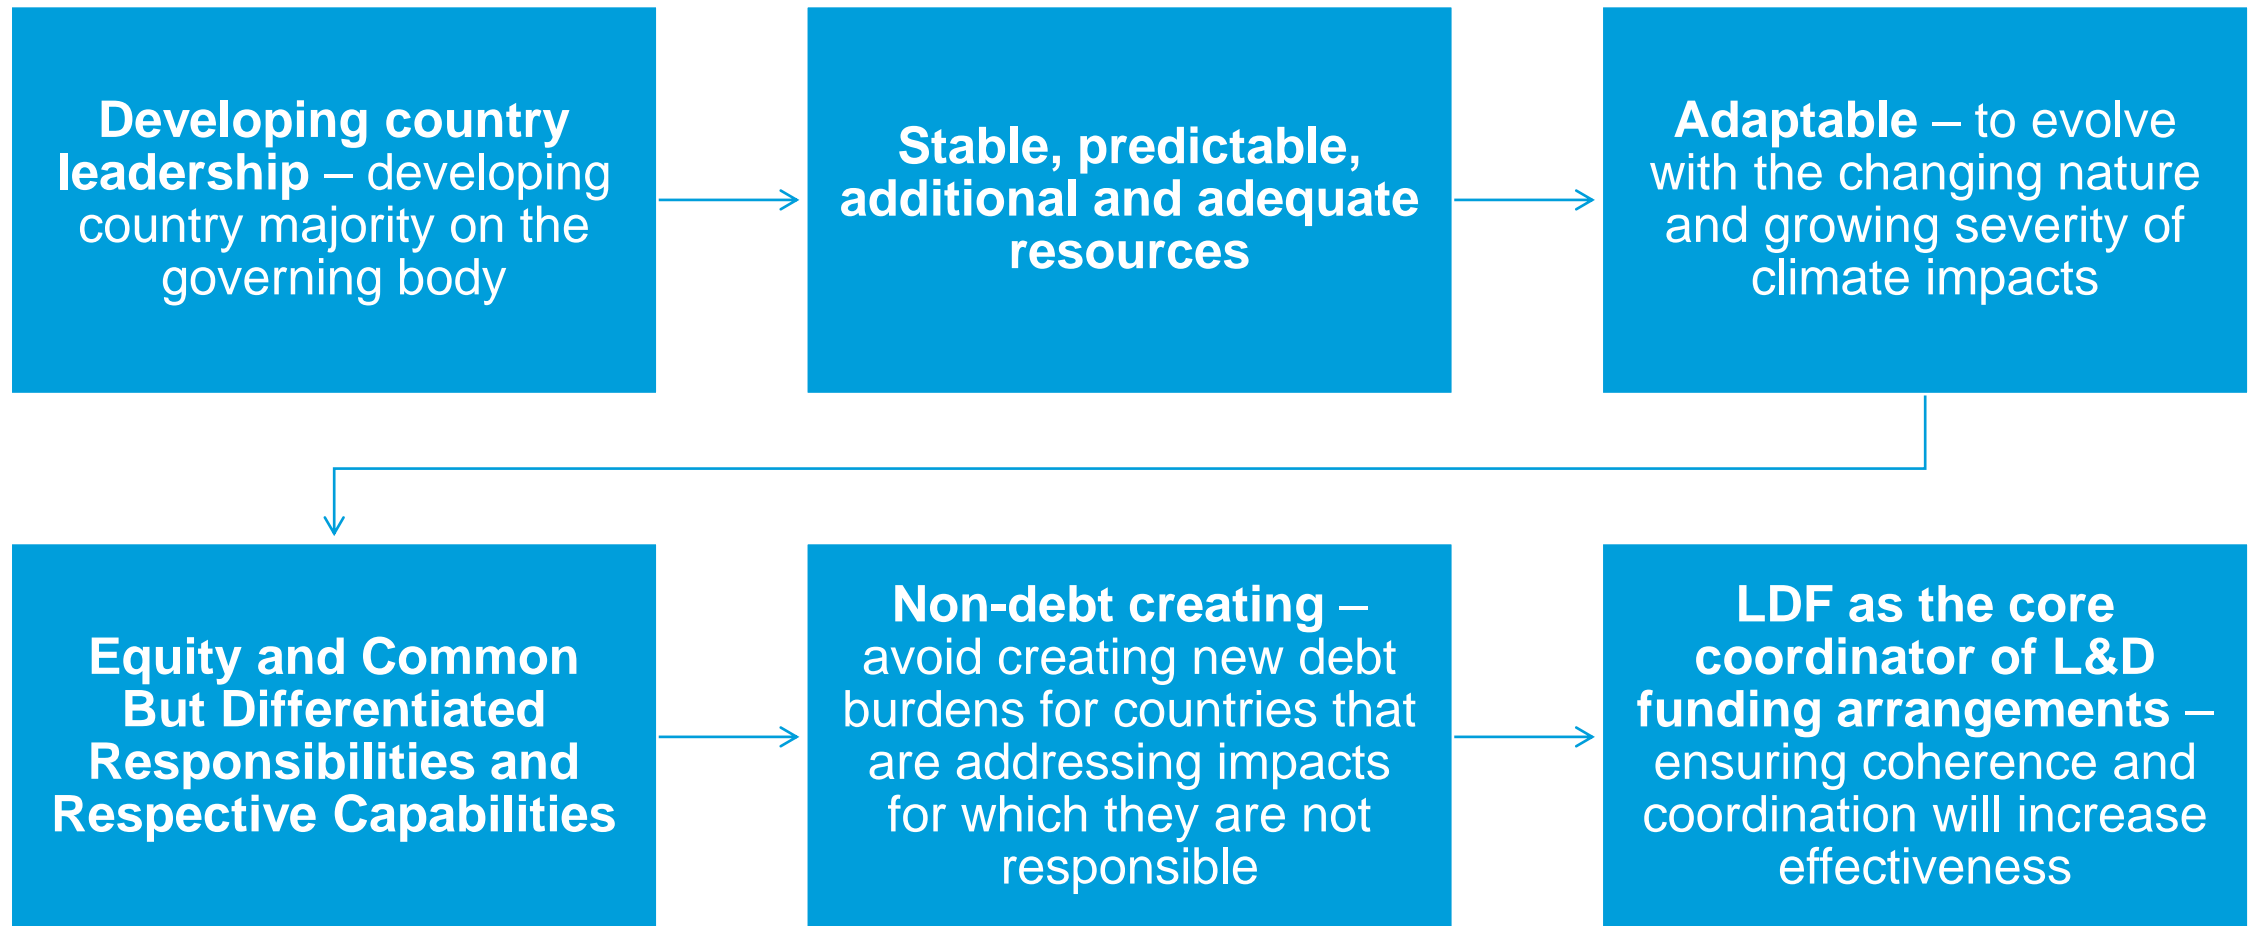 Developing country
leadership – developing
country majority on the
governing body
Stable, predictable,
additional and adequate
resources
Adaptable – to evolve
with the changing nature
and growing severity of
climate impacts
Equity and Common
But Differentiated
Responsibilities and
Respective Capabilities
Non-debt creating –
avoid creating new debt
burdens for countries that
are addressing impacts
for which they are not
responsible
LDF as the core
coordinator of L&D
funding arrangements –
ensuring coherence and
coordination will increase
effectiveness